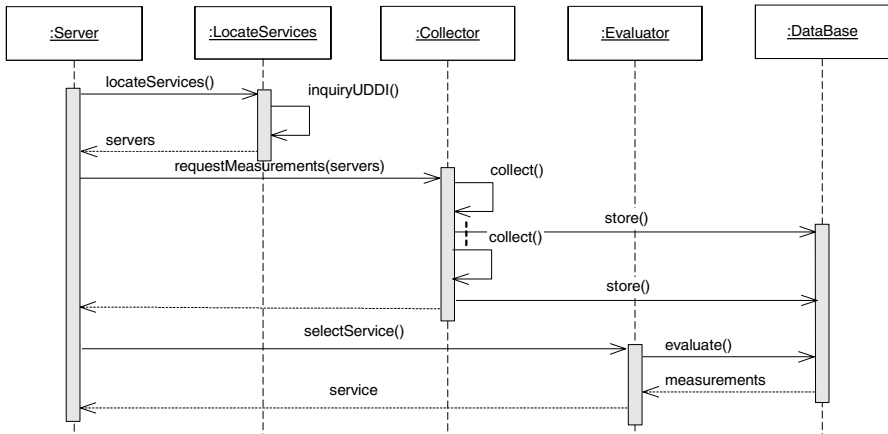 :Server
:LocateServices
:Collector
:Evaluator
:DataBase
locateServices()
inquiryUDDI()
servers
requestMeasurements(servers)
collect()
store()
collect()
store()
selectService()
evaluate()
measurements
service